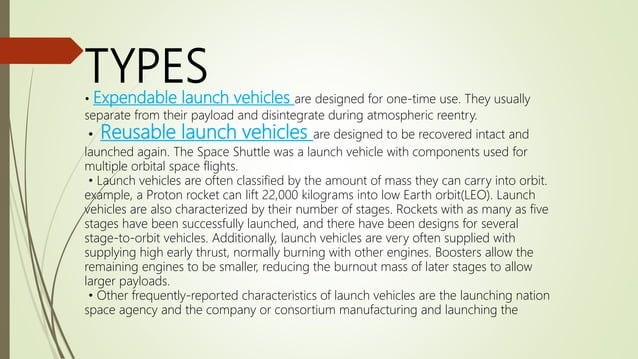 TYPES
• Expendable launch vehicles are designed for one-time use. They usually
separate from their payload and disintegrate during atmospheric reentry.
• Reusable launch vehicles are designed to be recovered intact and
launched again. The Space Shuttle was a launch vehicle with components used for
multiple orbital space flights.
• Launch vehicles are often classified by the amount of mass they can carry into orbit.
example, a Proton rocket can lift 22,000 kilograms into low Earth orbit(LEO). Launch
vehicles are also characterized by their number of stages. Rockets with as many as five
stages have been successfully launched, and there have been designs for several
stage-to-orbit vehicles. Additionally, launch vehicles are very often supplied with
supplying high early thrust, normally burning with other engines. Boosters allow the
remaining engines to be smaller, reducing the burnout mass of later stages to allow
larger payloads.
• Other frequently-reported characteristics of launch vehicles are the launching nation
space agency and the company or consortium manufacturing and launching the